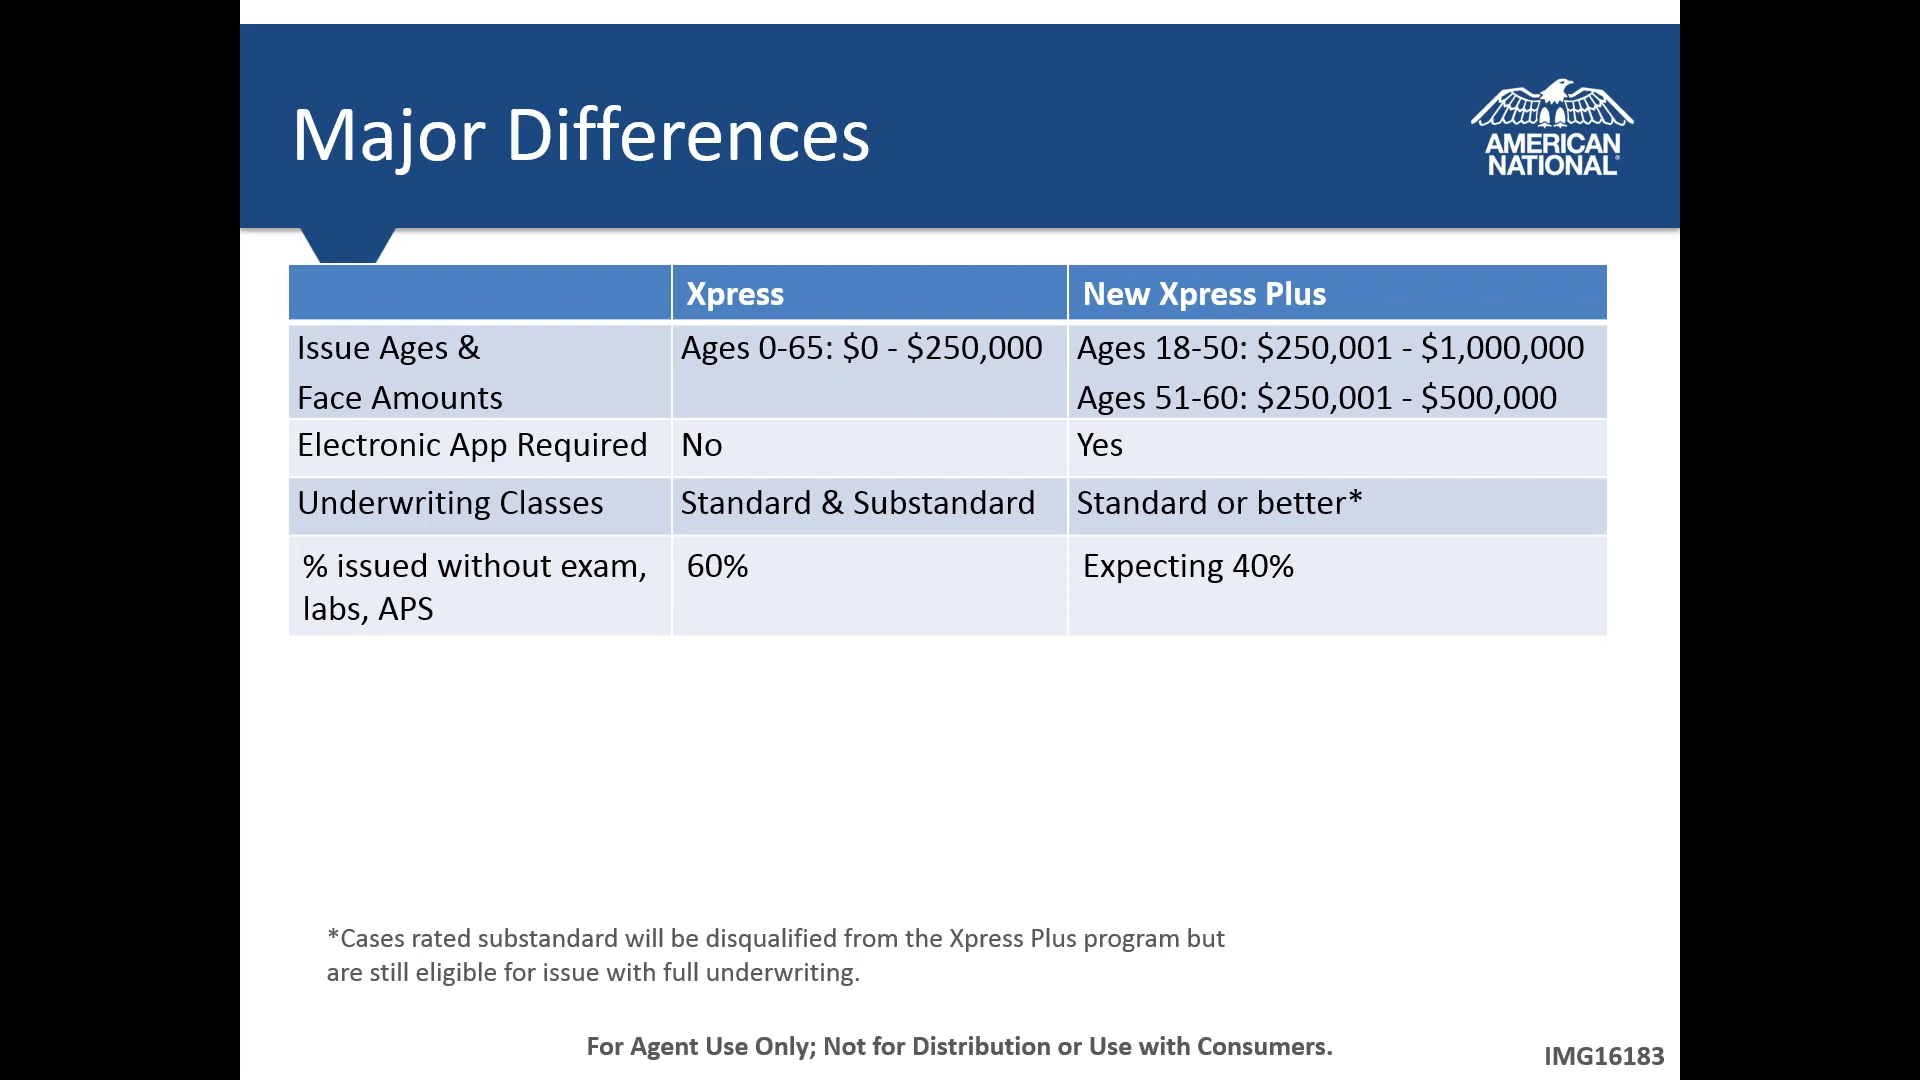 Major Differences
AMERICAN
NATIONAL®
Xpress
New Xpress Plus
Issue Ages &
Face Amounts
Ages 0-65: $0 - $250,000
Ages 18-50: $250,001 - $1,000,000
Ages 51-60: $250,001 - $500,000
Electronic App Required
No
Yes
Underwriting Classes
Standard & Substandard
Standard or better*
% issued without exam,
labs, APS
60%
Expecting 40%
*Cases rated substandard will be disqualified from the Xpress Plus program but
are still eligible for issue with full underwriting.
For Agent Use Only; Not for Distribution or Use with Consumers.
IMG16183